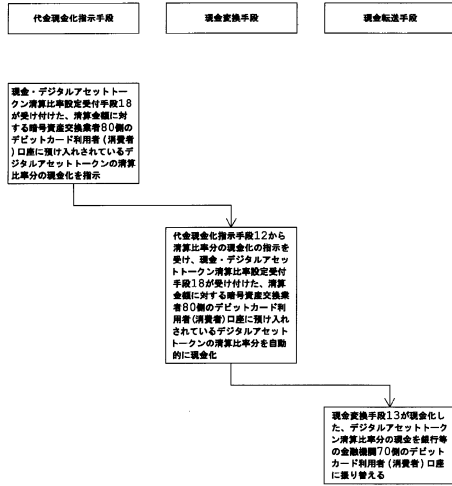 代金現金化指示手段
現金変換手段
現金転送手段
現金・デジタルアセットトー
クン清算比率設定受付手段18
が受け付けた、清算金額に対
する暗号資産交換業者80側の
デビットカード利用者(消費者
)口座に預け入れされているデ
ジタルアセットトークンの清算
比率分の現金化を指示
代金現金化指示手段12から
清算比率分の現金化の指示を
受け、現金・デジタルアセッ
トトークン清算比率設定受付
手段18が受け付けた、清算
金額に対する暗号資産交換業
者80側のデビットカード利
用者(消費者)口座に預け入れ
されているデジタルアセット
トークンの清算比率分を自動
的に現金化
現金変換手段13が現金化し
た、デジタルアセットトーク
ン清算比率分の現金を銀行等
の金融機関70側のデビット
カード利用者(消費者)口座
に振り替える